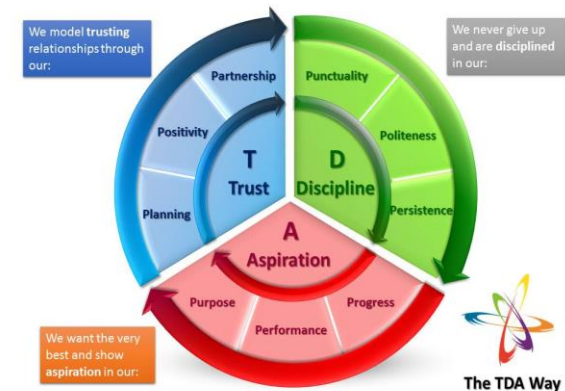 We model trusting
relationships through
our:
We never give up
and are disciplined
in our:
Partnership
Positivity
Planning
T
Trust
Punctuality
Politeness
Persistence
D
Discipline
A
Aspiration
Purpose
Performance
Progress
We want the very
best and show
aspiration in our:
The TDA Way